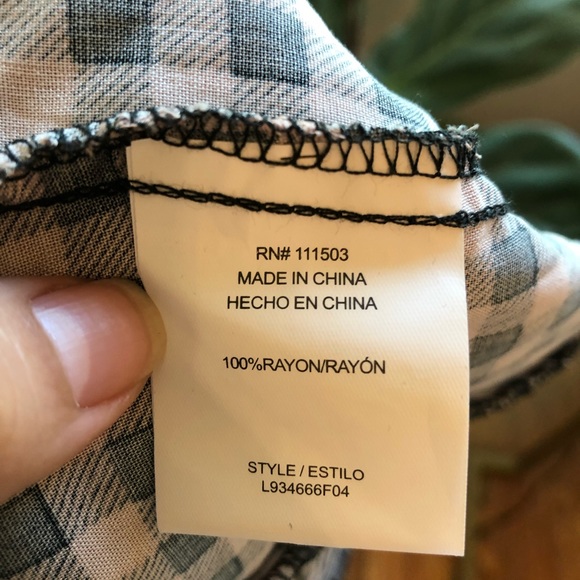 RN# 111503
MADE IN CHINA
HECHO EN CHINA
100%RAYON/RAYÓN
STYLE / ESTILO
L934666F04